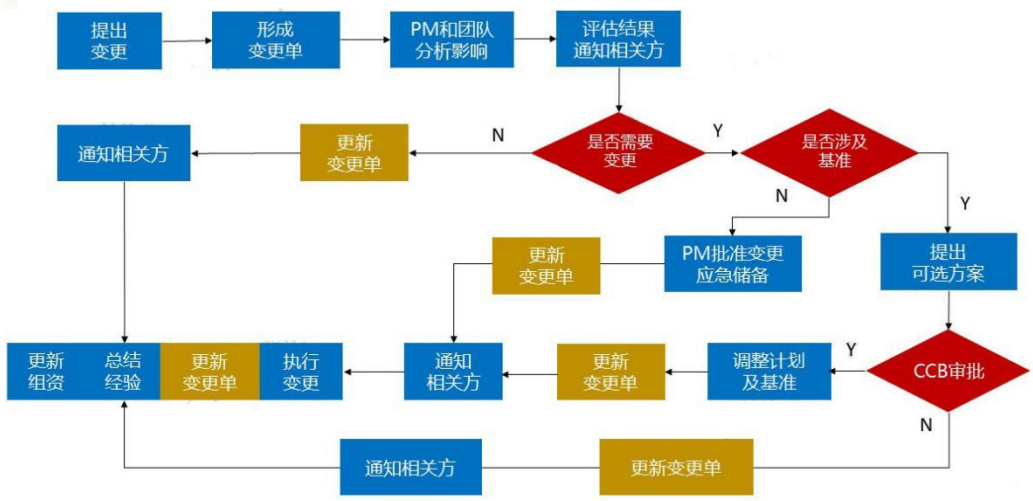 提出
变更
形成
变更单
PM和团队
分析影响
评估结果
通知相关方
通知相关方
更新
变更单
N
是否需要
变更
Y
是否涉及
基准
N
Y
更新
变更单
PM批准变更
应急储备
提出
可选方案
更新
组资
总结
经验
更新
变更单
执行
变更
通知
相关方
更新
变更单
调整计划
及基准
Y
CCB审批
N
通知相关方
更新变更单